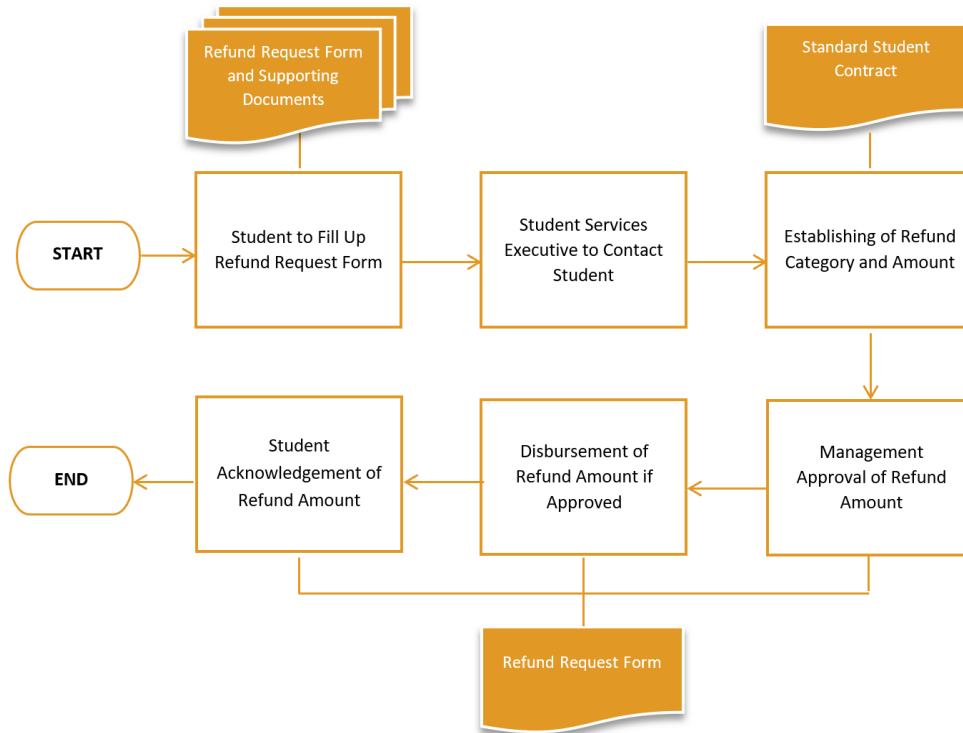 Refund Request Form
and Supporting
Documents
Standard Student
Contract
START
Student to Fill Up
Refund Request Form
Student Services
Executive to Contact
Student
Establishing of Refund
Category and Amount
END
Student
Acknowledgement of
Refund Amount
Disbursement of
Refund Amount if
Approved
Management
Approval of Refund
Amount
Refund Request Form